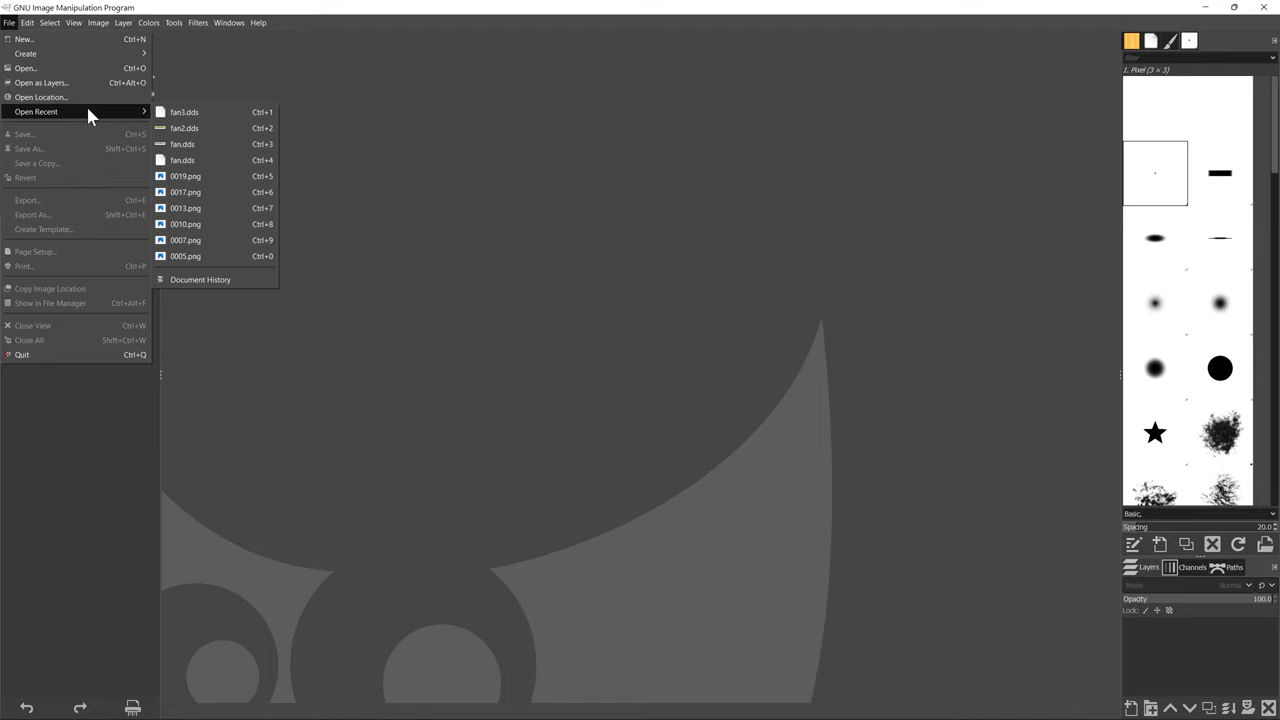 GNU Image Manipulation Program
File Edit Select View Image Layer Colors Tools Filters Windows Help
New... Ctrl+N
Create
Open... Ctrl+O
Open as Layers... Ctrl+Alt+O
Open Location...
Open Recent
Save... Ctrl+S
Save As... Shift+Ctrl+S
Save a Copy...
Revert
Export... Ctrl+E
Export As... Shift+Ctrl+E
Create Template...
Page Setup...
Print... Ctrl+P
Copy Image Location
Show in File Manager Ctrl+Alt+F
Close View Ctrl+W
Close All Shift+Ctrl+W
Quit Ctrl+Q
fan3.dds Ctrl+1
fan2.dds Ctrl+2
fan.dds Ctrl+3
fan.dds Ctrl+4
0019.png Ctrl+5
0017.png Ctrl+6
0013.png Ctrl+7
0010.png Ctrl+8
0007.png Ctrl+9
0005.png Ctrl+0
Document History
filter
1. Pixel (3 × 3)
Basic,
Spacing 20.0
Layers Channels Paths
Mode Normal
Opacity 100.0
Lock: